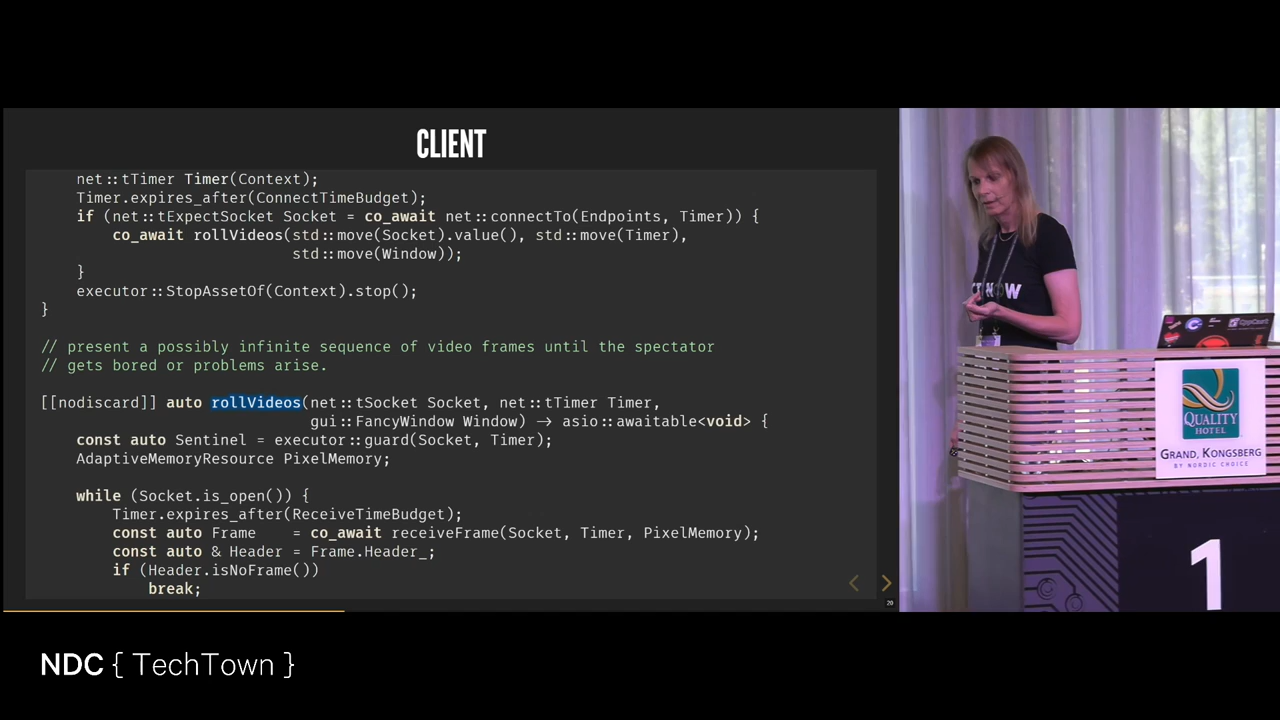 CLIENT
net::tTimer Timer(Context);
Timer.expires_after(ConnectTimeBudget);
if (net::tExpectSocket Socket = co_await net::connectTo(Endpoints, Timer)) {
co_await rollVideos(std::move(Socket).value(), std::move(Timer),
std::move(Window));
}
executor::StopAssetOf(Context).stop();
}
// present a possibly infinite sequence of video frames until the spectator
// gets bored or problems arise.
[[nodiscard]] auto rollVideos(net::tSocket Socket, net::tTimer Timer,
gui::FancyWindow Window) → asio::awaitable<void> {
const auto Sentinel = executor::guard(Socket, Timer);
AdaptiveMemoryResource PixelMemory;
while (Socket.is_open()) {
Timer.expires_after(ReceiveTimeBudget);
const auto Frame    = co_await receiveFrame(Socket, Timer, PixelMemory);
const auto & Header = Frame.Header_;
if (Header.isNoFrame())
break;
20
QUALITY
HOTEL
GRAND, KONGSBERG
BY NORDIC CHOICE
1
NDC { TechTown }